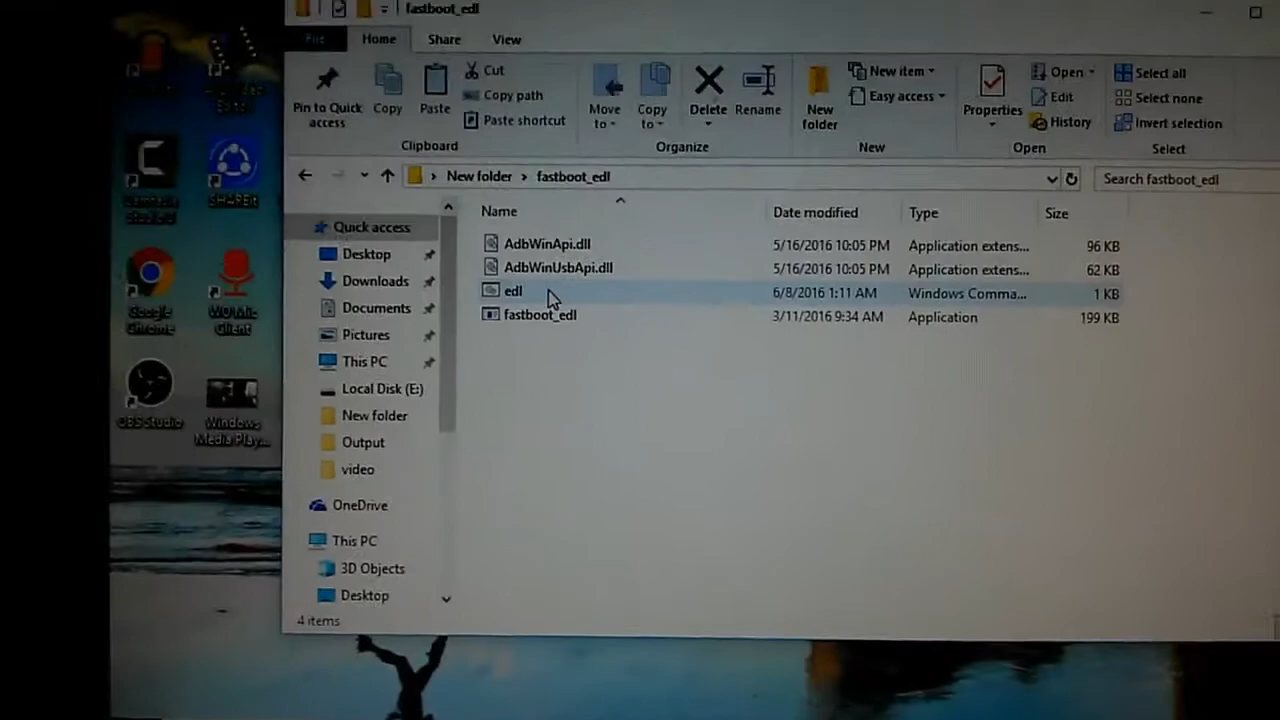 fastboot_edl
File Home Share View
Pin to Quick access
Copy
Paste
Cut
Copy path
Paste shortcut
Clipboard
Move to
Copy to
Delete
Rename
Organize
New folder
New item
Easy access
New
Properties
Open
Edit
History
Open
Select all
Select none
Invert selection
Select
New folder > fastboot_edl
Search fastboot_edl
Name Date modified Type Size
AdbWinApi.dll 5/16/2016 10:05 PM Application extens... 96 KB
AdbWinUsbApi.dll 5/16/2016 10:05 PM Application extens... 62 KB
edl 6/8/2016 1:11 AM Windows Comma... 1 KB
fastboot_edl 3/11/2016 9:34 AM Application 199 KB
Quick access
Desktop
Downloads
Documents
Pictures
This PC
Local Disk (E:)
New folder
Output
video
OneDrive
This PC
3D Objects
Desktop
4 items
SHAREit
Google Chrome
WO Mic Client
OBS Studio
Windows Media Play...